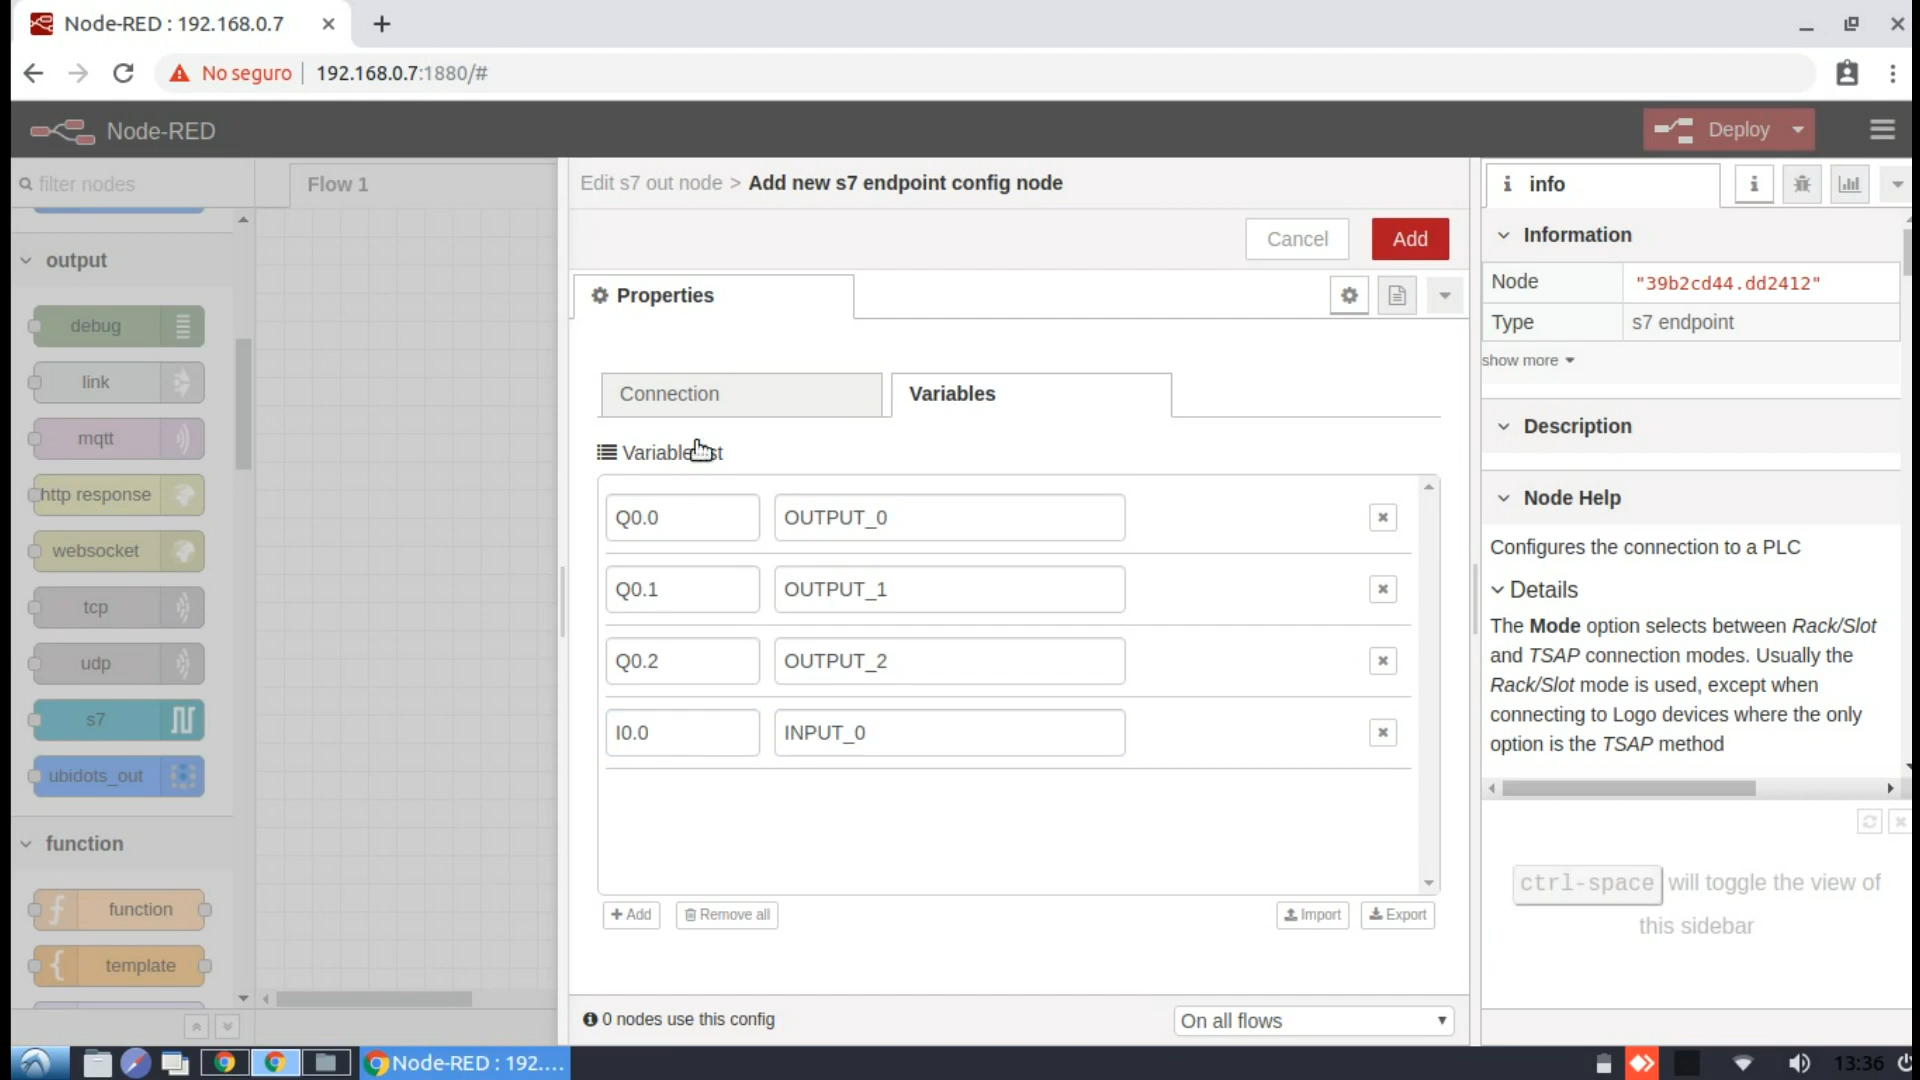 Node-RED : 192.168.0.7
No seguro
192.168.0.7:1880/#
Node-RED
Deploy
filter nodes
output
debug
link
mqtt
http response
websocket
tcp
udp
s7
ubidots_out
function
function
template
Flow 1
Edit s7 out node > Add new s7 endpoint config node
Cancel
Add
Properties
Connection
Variables
Q0.0
OUTPUT_0
Q0.1
OUTPUT_1
Q0.2
OUTPUT_2
I0.0
INPUT_0
Add
Remove all
Import
Export
0 nodes use this config
On all flows
info
Information
Node
"39b2cd44.dd2412"
Type
s7 endpoint
show more
Description
Node Help
Configures the connection to a PLC
Details
The Mode option selects between Rack/Slot
and TSAP connection modes. Usually the
Rack/Slot mode is used, except when
connecting to Logo devices where the only
option is the TSAP method
ctrl-space will toggle the view of
this sidebar
Node-RED : 192....
13:36